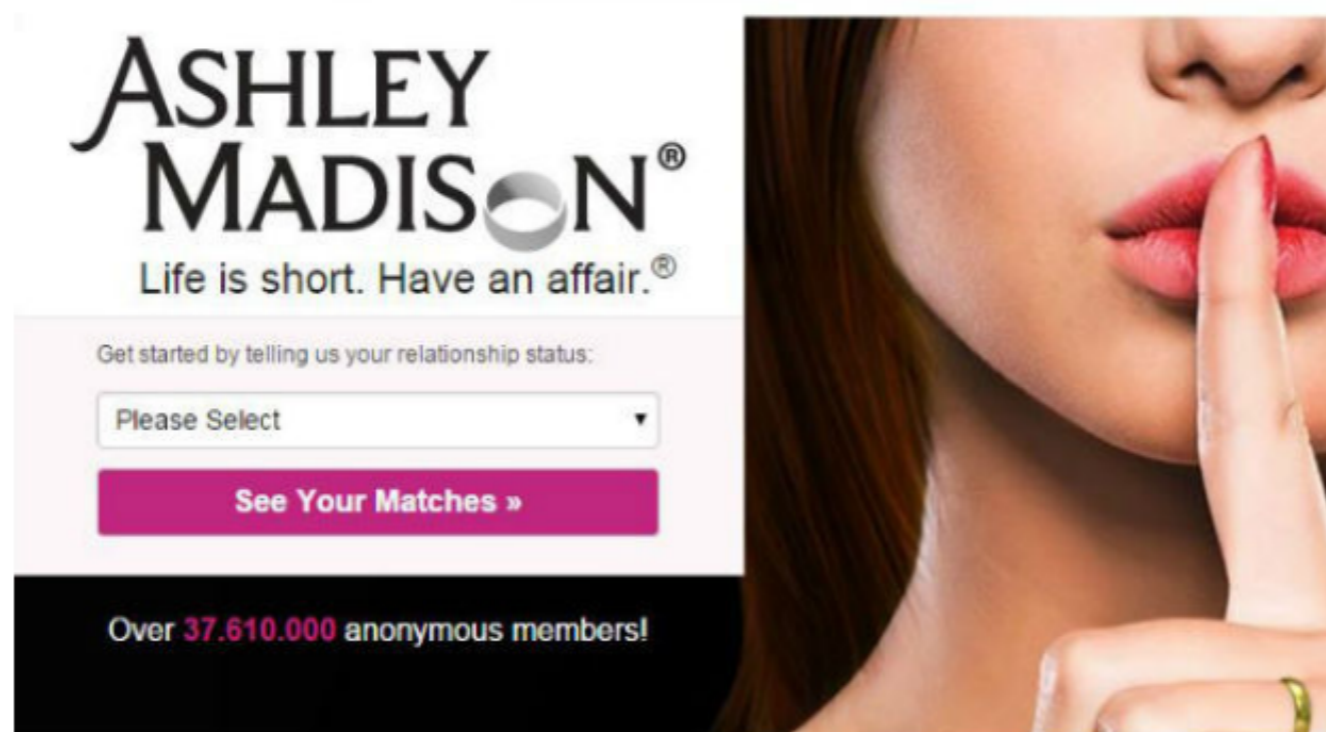 ASHLEY
MADISON®
Life is short. Have an affair.®
Get started by telling us your relationship status:
Please Select
See Your Matches »
Over 37.610.000 anonymous members!